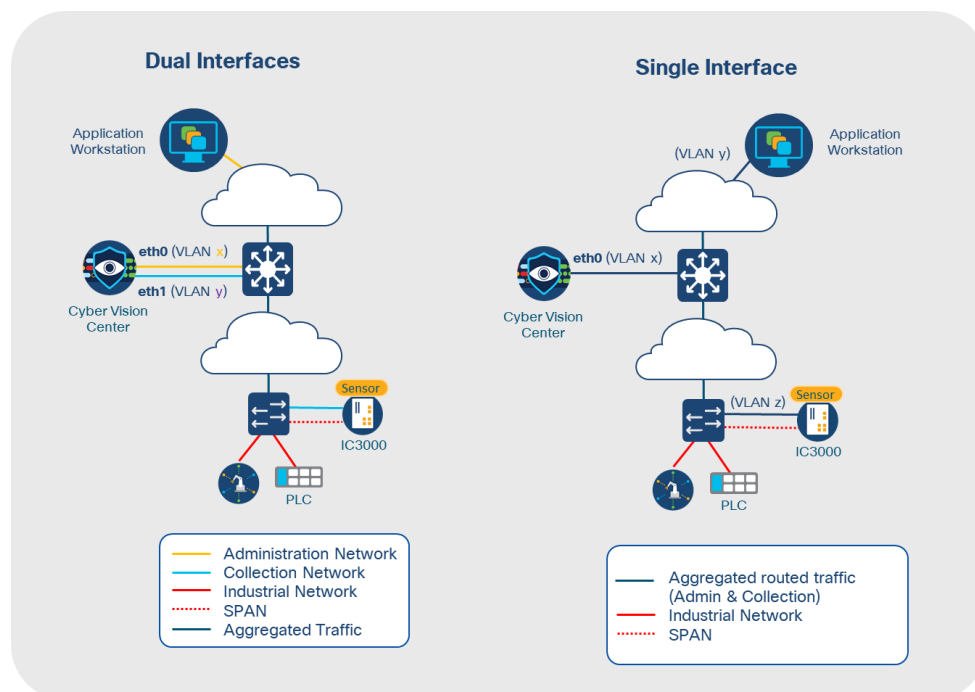 Dual Interfaces
Application
Workstation
eth0 (VLAN x)
eth1 (VLAN y)
Cyber Vision
Center
Sensor
IC3000
PLC
Administration Network
Collection Network
Industrial Network
SPAN
Aggregated Traffic
Single Interface
(VLAN y)
Application
Workstation
eth0 (VLAN x)
Cyber Vision
Center
(VLAN z)
Sensor
IC3000
PLC
Aggregated routed traffic
(Admin & Collection)
Industrial Network
SPAN